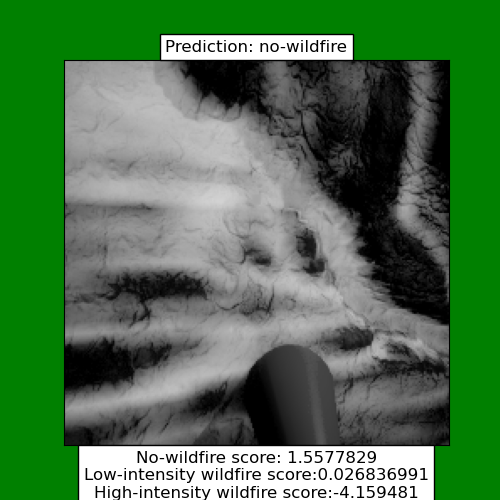 Prediction: no-wildfire
No-wildfire score: 1.5577829
Low-intensity wildfire score:0.026836991
High-intensity wildfire score:-4.159481